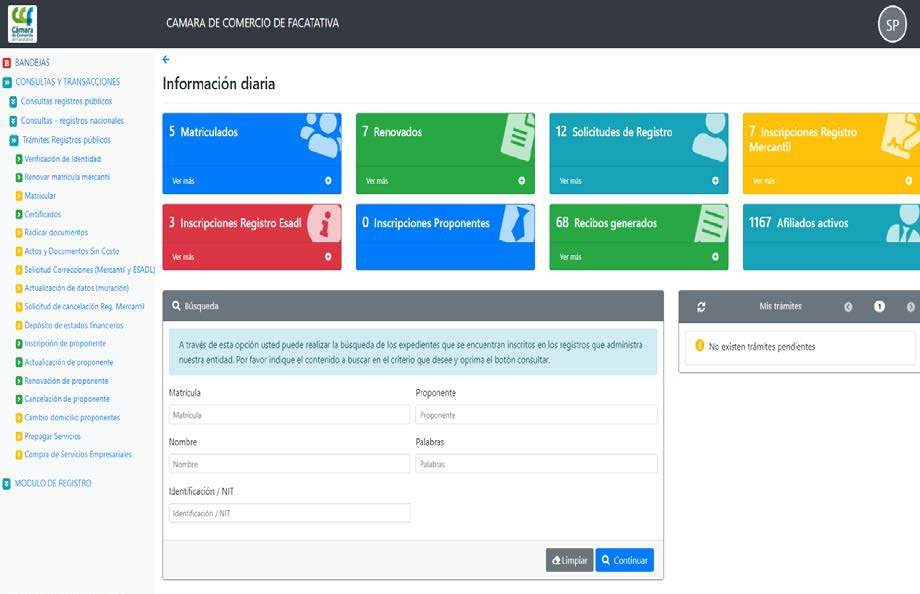 CAMARA DE COMERCIO DE FACATATIVA
SP
ccf
Cámara
de Comercio
BANDEJAS
CONSULTAS Y TRANSACCIONES
Consultas registros públicos
Consultas - registros nacionales
Trámites Registros públicos
Verificación de Identidad
Renovar matrícula mercantil
Matricular
Certificados
Radicar documentos
Actos y Documentos Sin Costo
Solicitud Correcciones (Mercantil y ESADL)
Actualización de datos (mutación)
Solicitud de cancelación Reg. Mercantil
Depósito de estados financieros
Inscripción de proponente
Actualización de proponente
Renovación de proponente
Cancelación de proponente
Cambio domicilio proponentes
Prepagar Servicios
Compra de Servicios Empresariales
MODULO DE REGISTRO
Información diaria
5 Matriculados
Ver más
7 Renovados
Ver más
12 Solicitudes de Registro
Ver más
7 Inscripciones Registro
Mercantil
Ver más
3 Inscripciones Registro Esadl
Ver más
0 Inscripciones Proponentes
68 Recibos generados
Ver más
1167 Afiliados activos
Búsqueda
A través de esta opción usted puede realizar la búsqueda de los expedientes que se encuentran inscritos en los registros que administra
nuestra entidad. Por favor indique el contenido a buscar en el criterio que desee y oprima el botón consultar.
Matrícula
Proponente
Matrícula
Proponente
Nombre
Palabras
Nombre
Palabras
Identificación / NIT
Identificación / NIT
Limpiar
Continuar
Mis trámites
1
No existen trámites pendientes